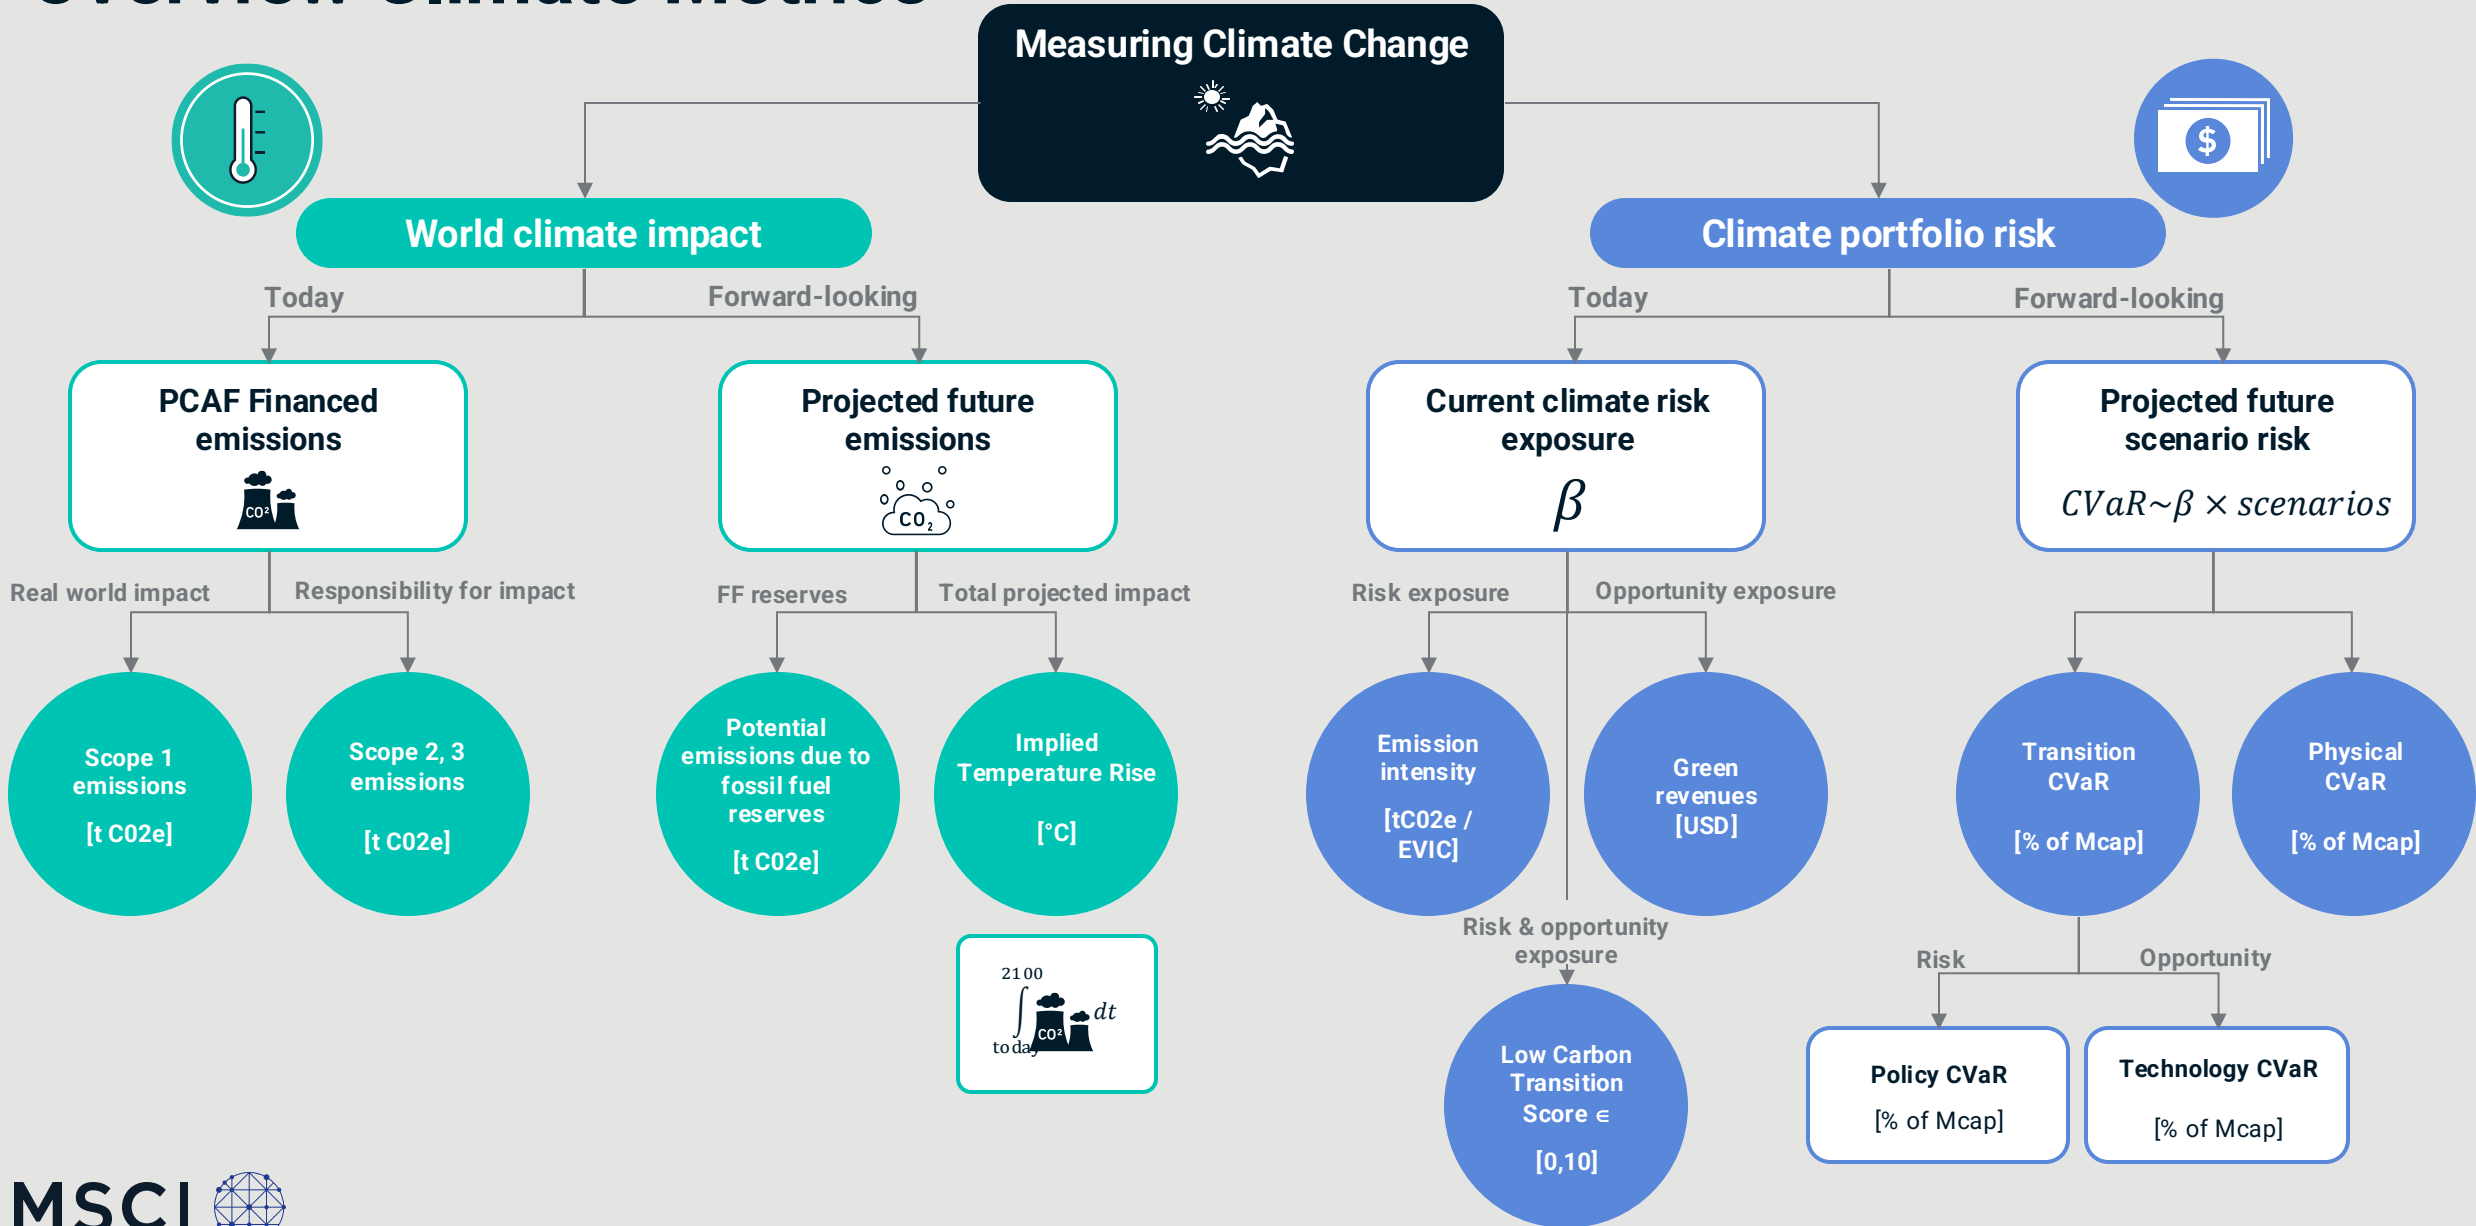 Overview Climate Metrics
Measuring Climate Change
World climate impact
Climate portfolio risk
Today
Forward-looking
Today
Forward-looking
PCAF Financed
emissions
CO²
Projected future
emissions
CO₂
Current climate risk
exposure
β
Projected future
scenario risk
CVaR~β × scenarios
Real world impact
Responsibility for impact
FF reserves
Total projected impact
Risk exposure
Opportunity exposure
Scope 1
emissions
[t C02e]
Scope 2, 3
emissions
[t C02e]
Potential
emissions due to
fossil fuel
reserves
[t C02e]
Implied
Temperature Rise
[°C]
Emission
intensity
[tC02e /
EVIC]
Green
revenues
[USD]
Transition
CVaR
[% of Mcap]
Physical
CVaR
[% of Mcap]
2100
∫ CO² dt
today
Risk & opportunity
exposure
Low Carbon
Transition
Score ∈
[0,10]
Risk
Opportunity
Policy CVaR
[% of Mcap]
Technology CVaR
[% of Mcap]
MSCI